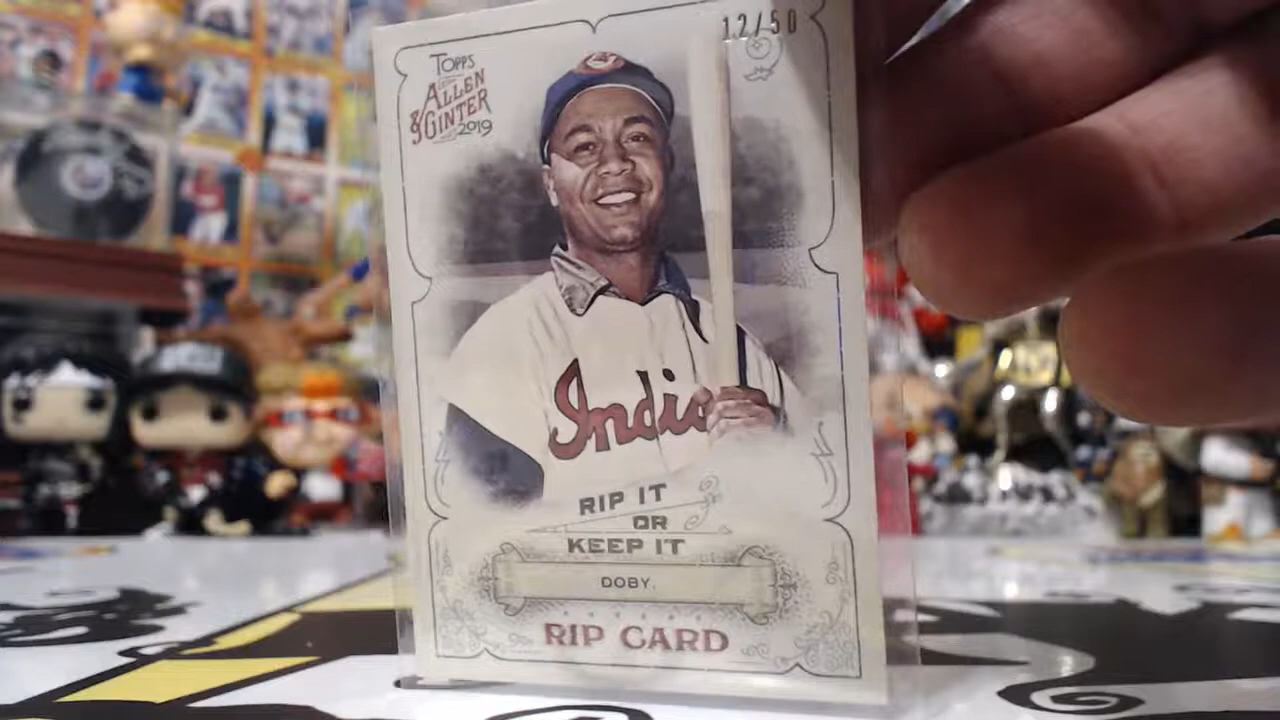 12/50
TOPPS
ALLEN
& GINTER
2019
Indi
RIP IT
OR
KEEP IT
DOBY.
RIP CARD